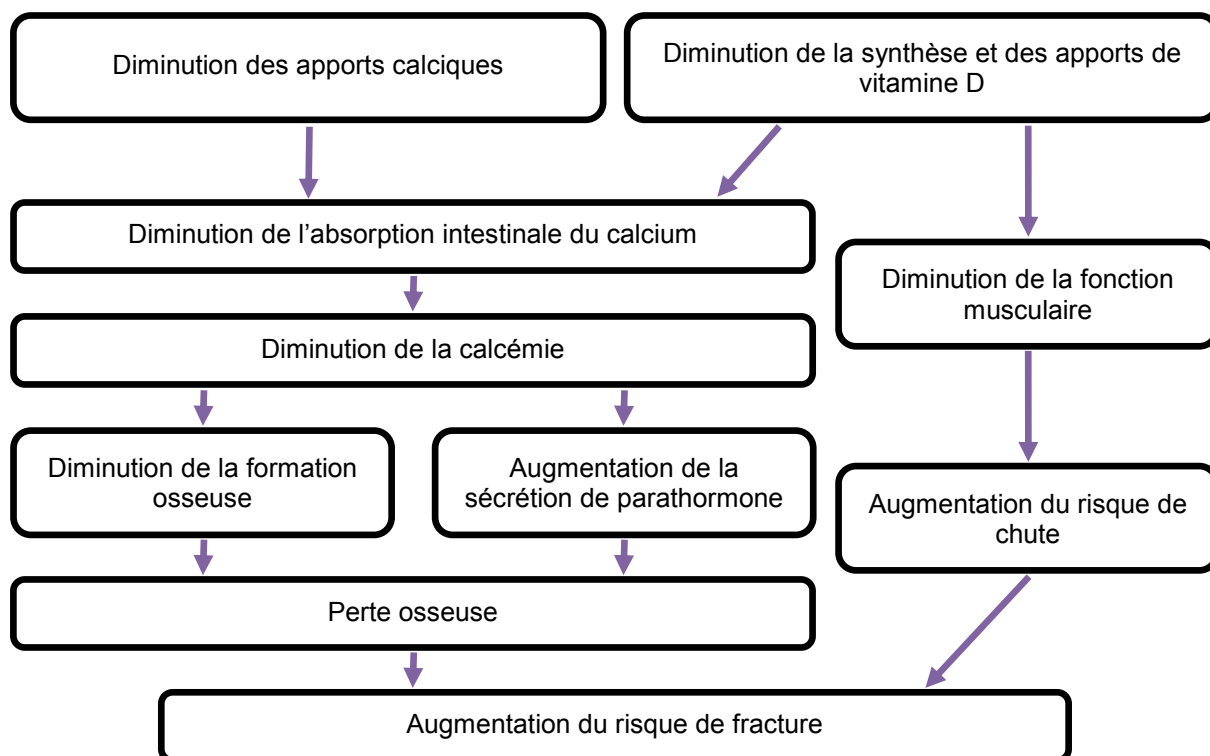 Diminution des apports calciques
Diminution de la synthèse et des apports de
vitamine D
Diminution de l’absorption intestinale du calcium
Diminution de la fonction
musculaire
Diminution de la calcémie
Diminution de la formation
osseuse
Augmentation de la
sécrétion de parathormone
Augmentation du risque de
chute
Perte osseuse
Augmentation du risque de fracture